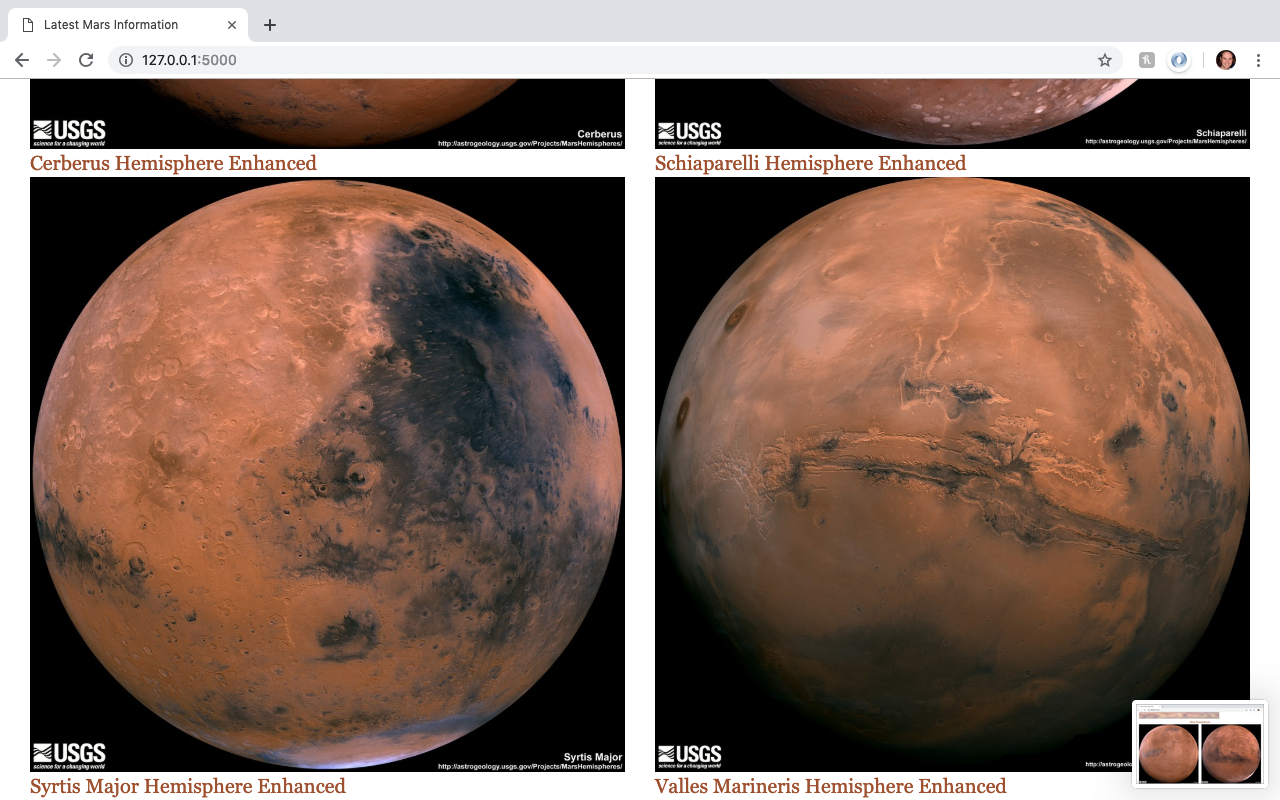 Latest Mars Information
127.0.0.1:5000
USGS
science for a changing world
Cerberus
http://astrogeology.usgs.gov/Projects/MarsHemispheres/
USGS
science for a changing world
Schiaparelli
http://astrogeology.usgs.gov/Projects/MarsHemispheres/
Cerberus Hemisphere Enhanced
Schiaparelli Hemisphere Enhanced
USGS
science for a changing world
Syrtis Major
http://astrogeology.usgs.gov/Projects/MarsHemispheres/
USGS
science for a changing world
http://astrogeolo
Syrtis Major Hemisphere Enhanced
Valles Marineris Hemisphere Enhanced